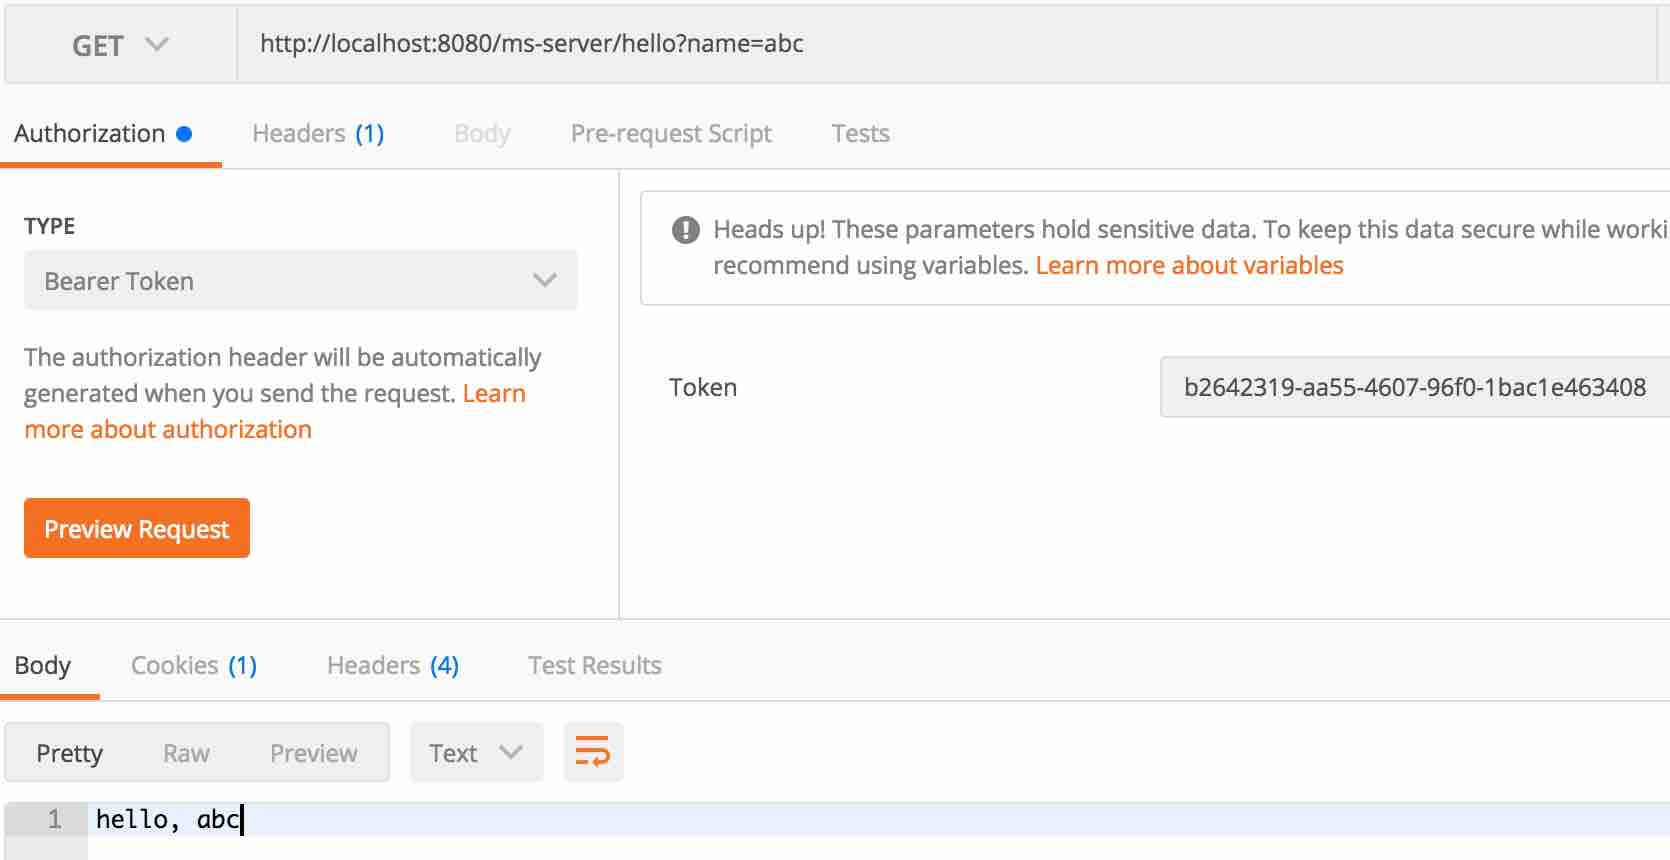 GET http://localhost:8080/ms-server/hello?name=abc
Authorization Headers (1) Body Pre-request Script Tests
TYPE
Bearer Token
The authorization header will be automatically
generated when you send the request. Learn
more about authorization
Preview Request
Heads up! These parameters hold sensitive data. To keep this data secure while worki
recommend using variables. Learn more about variables
Token b2642319-aa55-4607-96f0-1bac1e463408
Body Cookies (1) Headers (4) Test Results
Pretty Raw Preview Text
1 hello, abc